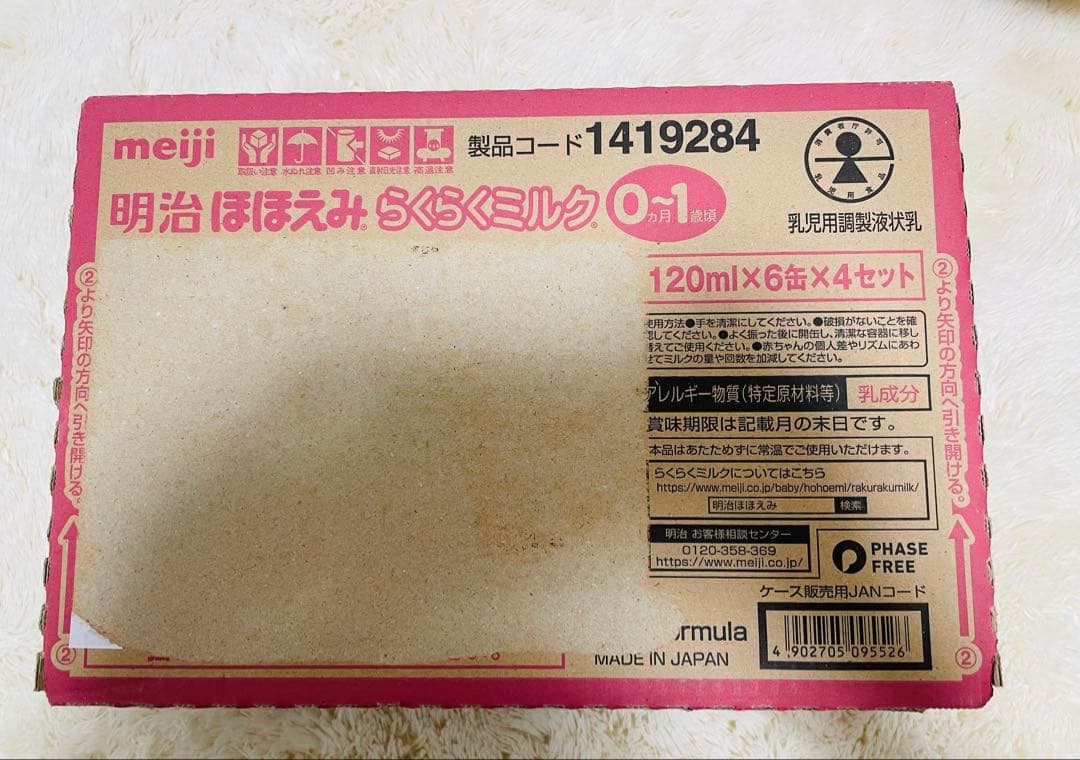 meiji
取扱い注意 水ぬれ注意 凹み注意 直射日光注意 高温注意
製品コード1419284
消費者庁許可
乳児用食品
乳児用調製液状乳
明治 ほほえみ® らくらくミルク® 0ヵ月~1歳頃
120ml×6缶×4セット
使用方法●手を清潔にしてください。●破損がないことを確
認してください。●よく振った後に開缶し、清潔な容器に移し
替えてご使用ください。●赤ちゃんの個人差やリズムにあわ
せてミルクの量や回数を加減してください。
アレルギー物質(特定原材料等) 乳成分
賞味期限は記載月の末日です。
本品はあたためずに常温でご使用いただけます。
らくらくミルクについてはこちら
https://www.meiji.co.jp/baby/hohoemi/rakurakumilk/
明治ほほえみ 検索
明治 お客様相談センター
0120-358-369
https://www.meiji.co.jp/
PHASE
FREE
ケース販売用JANコード
4 902705 095526
ormula
MADE IN JAPAN
②より矢印の方向へ引き開ける。
②
②より矢印の方向へ引き開ける。
②